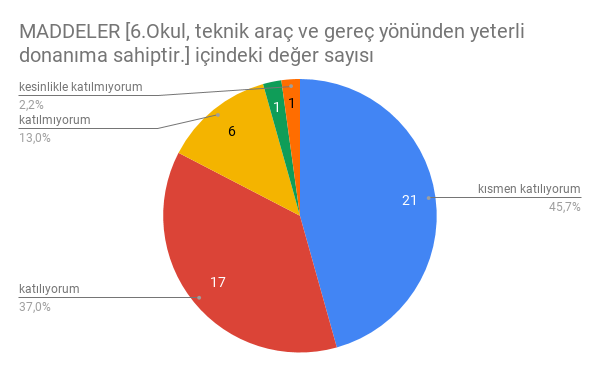 MADDELER [6.Okul, teknik araç ve gereç yönünden yeterli
donanıma sahiptir.] içindeki değer sayısı
kesinlikle katılmıyorum
2,2%
katılmıyorum
13,0%
katılıyorum
37,0%
kısmen katılıyorum
45,7%
1
1
6
21
17